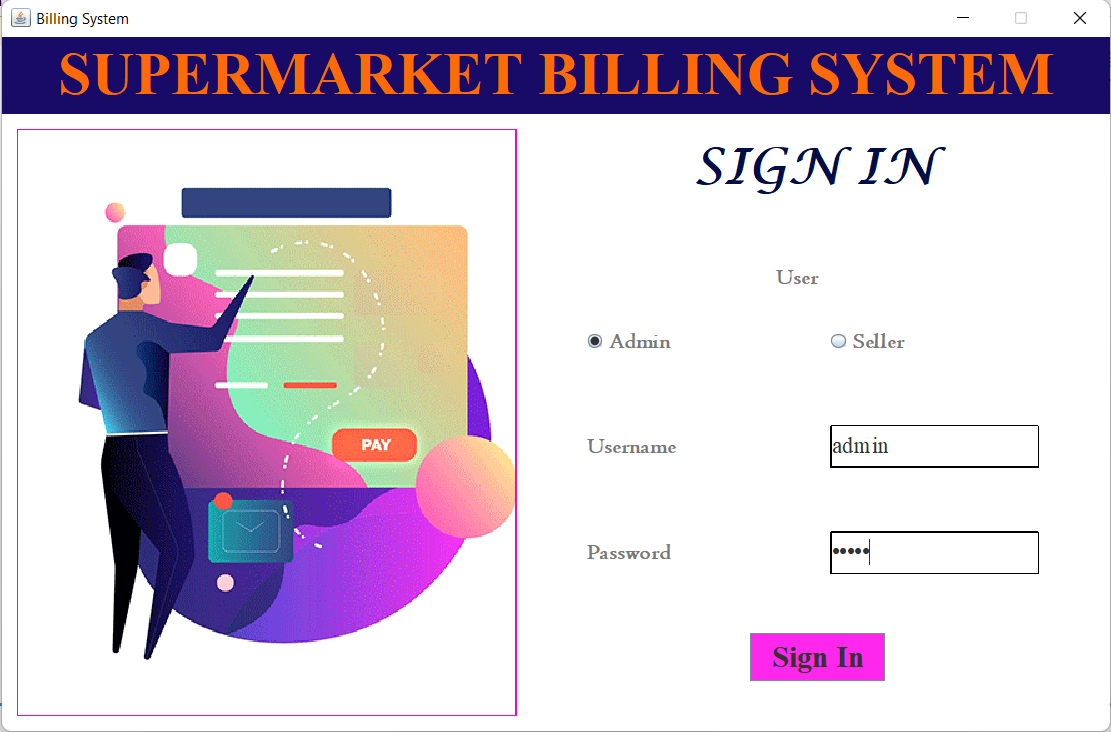 Billing System
SUPERMARKET BILLING SYSTEM
PAY
SIGN IN
User
Admin Seller
Username admin
Password •••••
Sign In